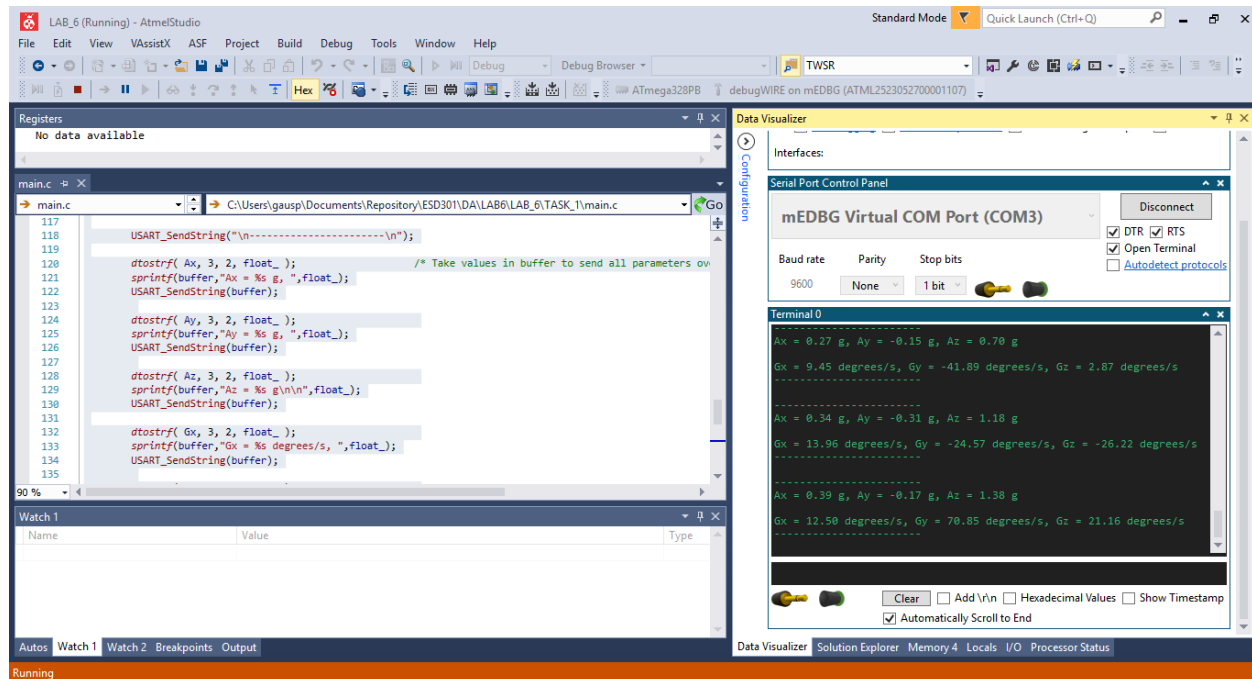 LAB_6 (Running) - AtmelStudio
Standard Mode
Quick Launch (Ctrl+Q)
File Edit View VAssistX ASF Project Build Debug Tools Window Help
Debug Debug Browser TWSR
Hex ATmega328PB debugWIRE on mEDBG (ATML2523052700001107)
Registers
No data available
main.c
main.c C:\Users\gausp\Documents\Repository\ESD301\DA\LAB6\LAB_6\TASK_1\main.c Go
117
118 USART_SendString("\n-----------------------\n");
119
120 dtostrf( Ax, 3, 2, float_ ); /* Take values in buffer to send all parameters ov
121 sprintf(buffer,"Ax = %s g, ",float_);
122 USART_SendString(buffer);
123
124 dtostrf( Ay, 3, 2, float_ );
125 sprintf(buffer,"Ay = %s g, ",float_);
126 USART_SendString(buffer);
127
128 dtostrf( Az, 3, 2, float_ );
129 sprintf(buffer,"Az = %s g\n\n",float_);
130 USART_SendString(buffer);
131
132 dtostrf( Gx, 3, 2, float_ );
133 sprintf(buffer,"Gx = %s degrees/s, ",float_);
134 USART_SendString(buffer);
135
90 %
Watch 1
Name Value Type
Autos Watch 1 Watch 2 Breakpoints Output
Running
Data Visualizer
Configuration
Interfaces:
Serial Port Control Panel
mEDBG Virtual COM Port (COM3)
Disconnect
DTR RTS
Open Terminal
Autodetect protocols
Baud rate Parity Stop bits
9600 None 1 bit
Terminal 0
-----------------------
Ax = 0.27 g, Ay = -0.15 g, Az = 0.70 g
Gx = 9.45 degrees/s, Gy = -41.89 degrees/s, Gz = 2.87 degrees/s
-----------------------
-----------------------
Ax = 0.34 g, Ay = -0.31 g, Az = 1.18 g
Gx = 13.96 degrees/s, Gy = -24.57 degrees/s, Gz = -26.22 degrees/s
-----------------------
-----------------------
Ax = 0.39 g, Ay = -0.17 g, Az = 1.38 g
Gx = 12.50 degrees/s, Gy = 70.85 degrees/s, Gz = 21.16 degrees/s
-----------------------
Clear Add \r\n Hexadecimal Values Show Timestamp
Automatically Scroll to End
Data Visualizer Solution Explorer Memory 4 Locals I/O Processor Status